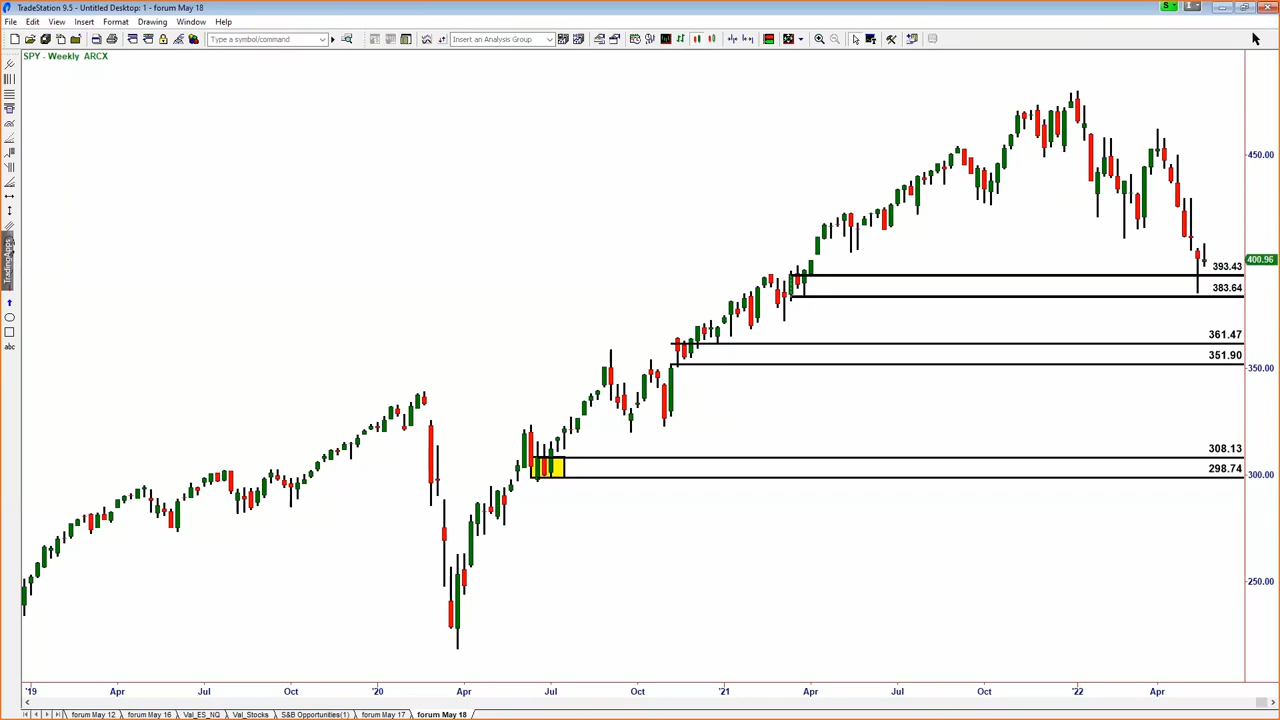 TradeStation 9.5 - Untitled Desktop: 1 - forum May 18
File Edit View Insert Format Drawing Window Help
Type a symbol/command
Insert an Analysis Group
SPY - Weekly ARCX
450.00
400.96
393.43
383.64
361.47
351.90
350.00
308.13
300.00
298.74
250.00
TradingApps
abc
'19 Apr Jul Oct '20 Apr Jul Oct '21 Apr Jul Oct '22 Apr
forum May 12 forum May 16 Val_ES_NQ Val_Stocks S&B Opportunities(1) forum May 17 forum May 18